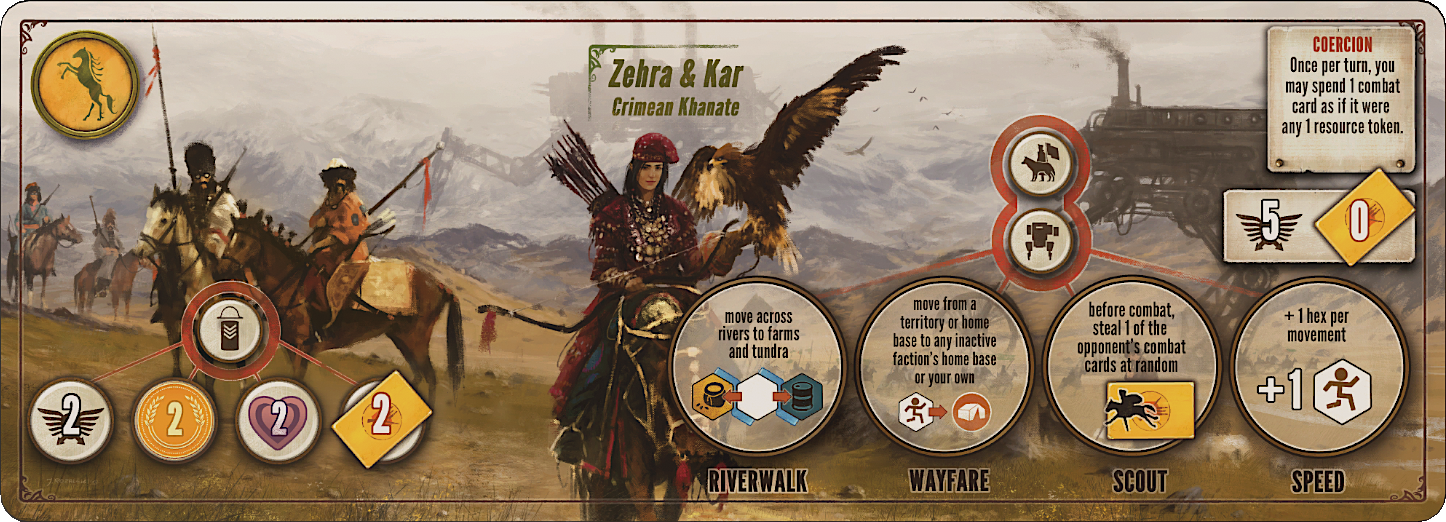 Zehra & Kar
Crimean Khanate
COERCION
Once per turn, you
may spend 1 combat
card as if it were
any 1 resource token.
5
0
2
2
2
2
move across
rivers to farms
and tundra
RIVERWALK
move from a
territory or home
base to any inactive
faction's home base
or your own
WAYFARE
before combat,
steal 1 of the
opponent's combat
cards at random
SCOUT
+ 1 hex per
movement
+1
SPEED